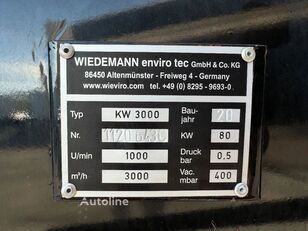 WIEDEMANN enviro tec GmbH & Co. KG
86450 Altenmünster - Freiweg 4 - Germany
www.wieviro.com tel. +49 (0) 8295 - 9693-0
Typ KW 3000 Bau-jahr 20
Nr. KW 80
U/min 1000 Druck bar 0.5
m³/h 3000 Vac. mbar 400
AUTOLINE